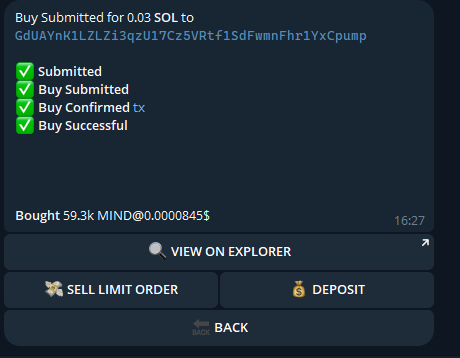 Buy Submitted for 0.03 SOL to
GdUAYnK1LZLZi3qzU17Cz5VRtf1SdFwmnFhr1YxCpump
✅ Submitted
✅ Buy Submitted
✅ Buy Confirmed tx
✅ Buy Successful
Bought 59.3k MIND@0.0000845$
16:27
🔍 VIEW ON EXPLORER
💸 SELL LIMIT ORDER
💰 DEPOSIT
🔙 BACK